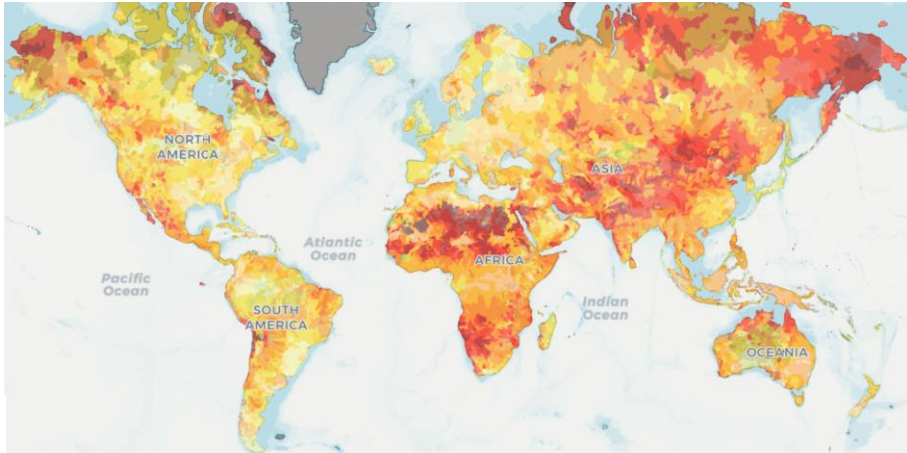 NORTH
AMERICA
ASIA
Atlantic
Ocean
AFRICA
Pacific
Ocean
Indian
Ocean
SOUTH
AMERICA
OCEANIA